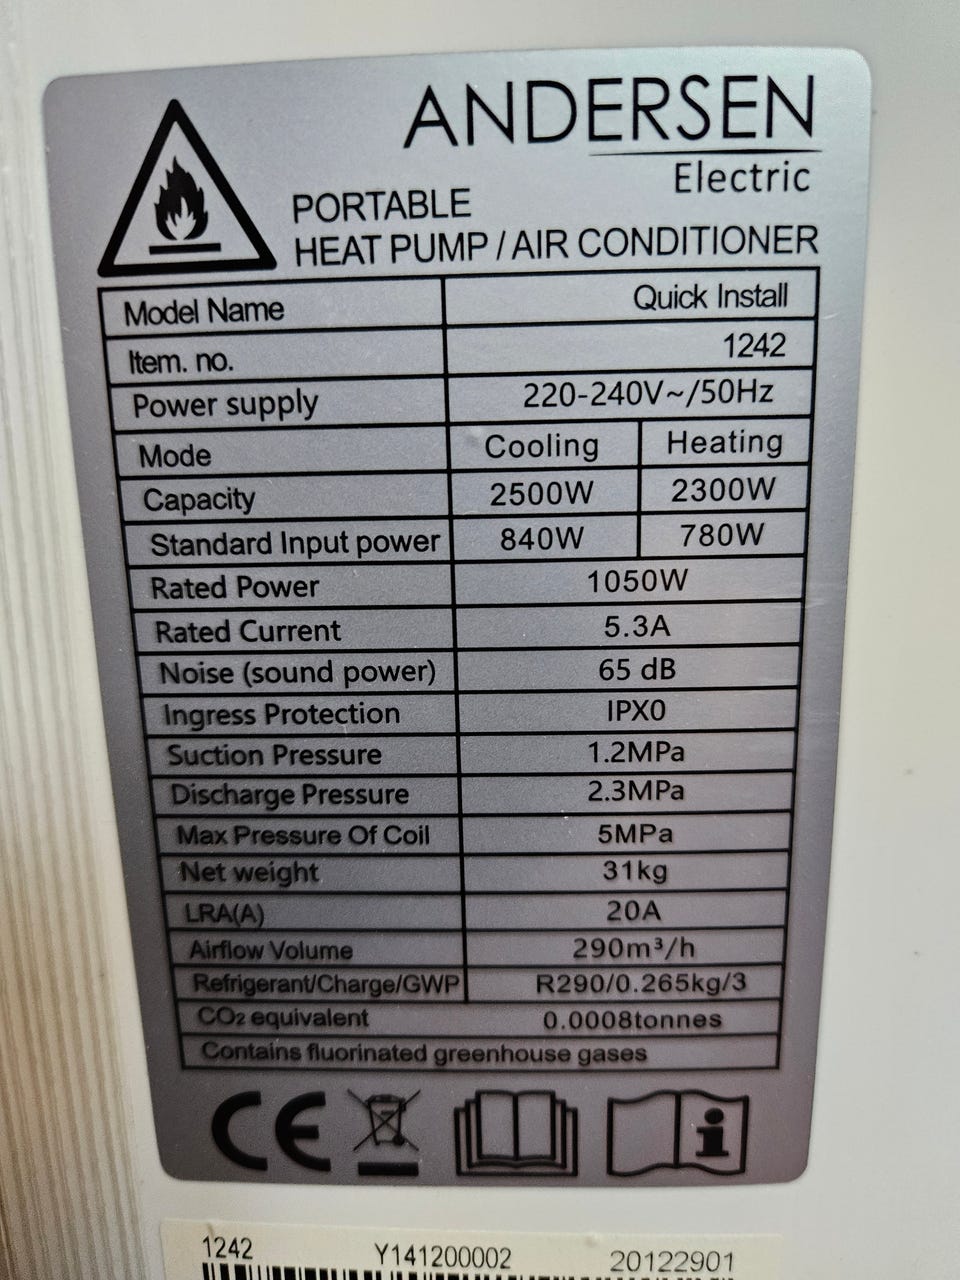 ANDERSEN
Electric
PORTABLE
HEAT PUMP / AIR CONDITIONER
Model Name Quick Install
Item. no. 1242
Power supply 220-240V~/50Hz
Mode Cooling Heating
Capacity 2500W 2300W
Standard Input power 840W 780W
Rated Power 1050W
Rated Current 5.3A
Noise (sound power) 65 dB
Ingress Protection IPX0
Suction Pressure 1.2MPa
Discharge Pressure 2.3MPa
Max Pressure Of Coil 5MPa
Net weight 31kg
LRA(A) 20A
Airflow Volume 290m³/h
Refrigerant/Charge/GWP R290/0.265kg/3
CO₂ equivalent 0.0008tonnes
Contains fluorinated greenhouse gases
CE
1242 Y141200002 20122901